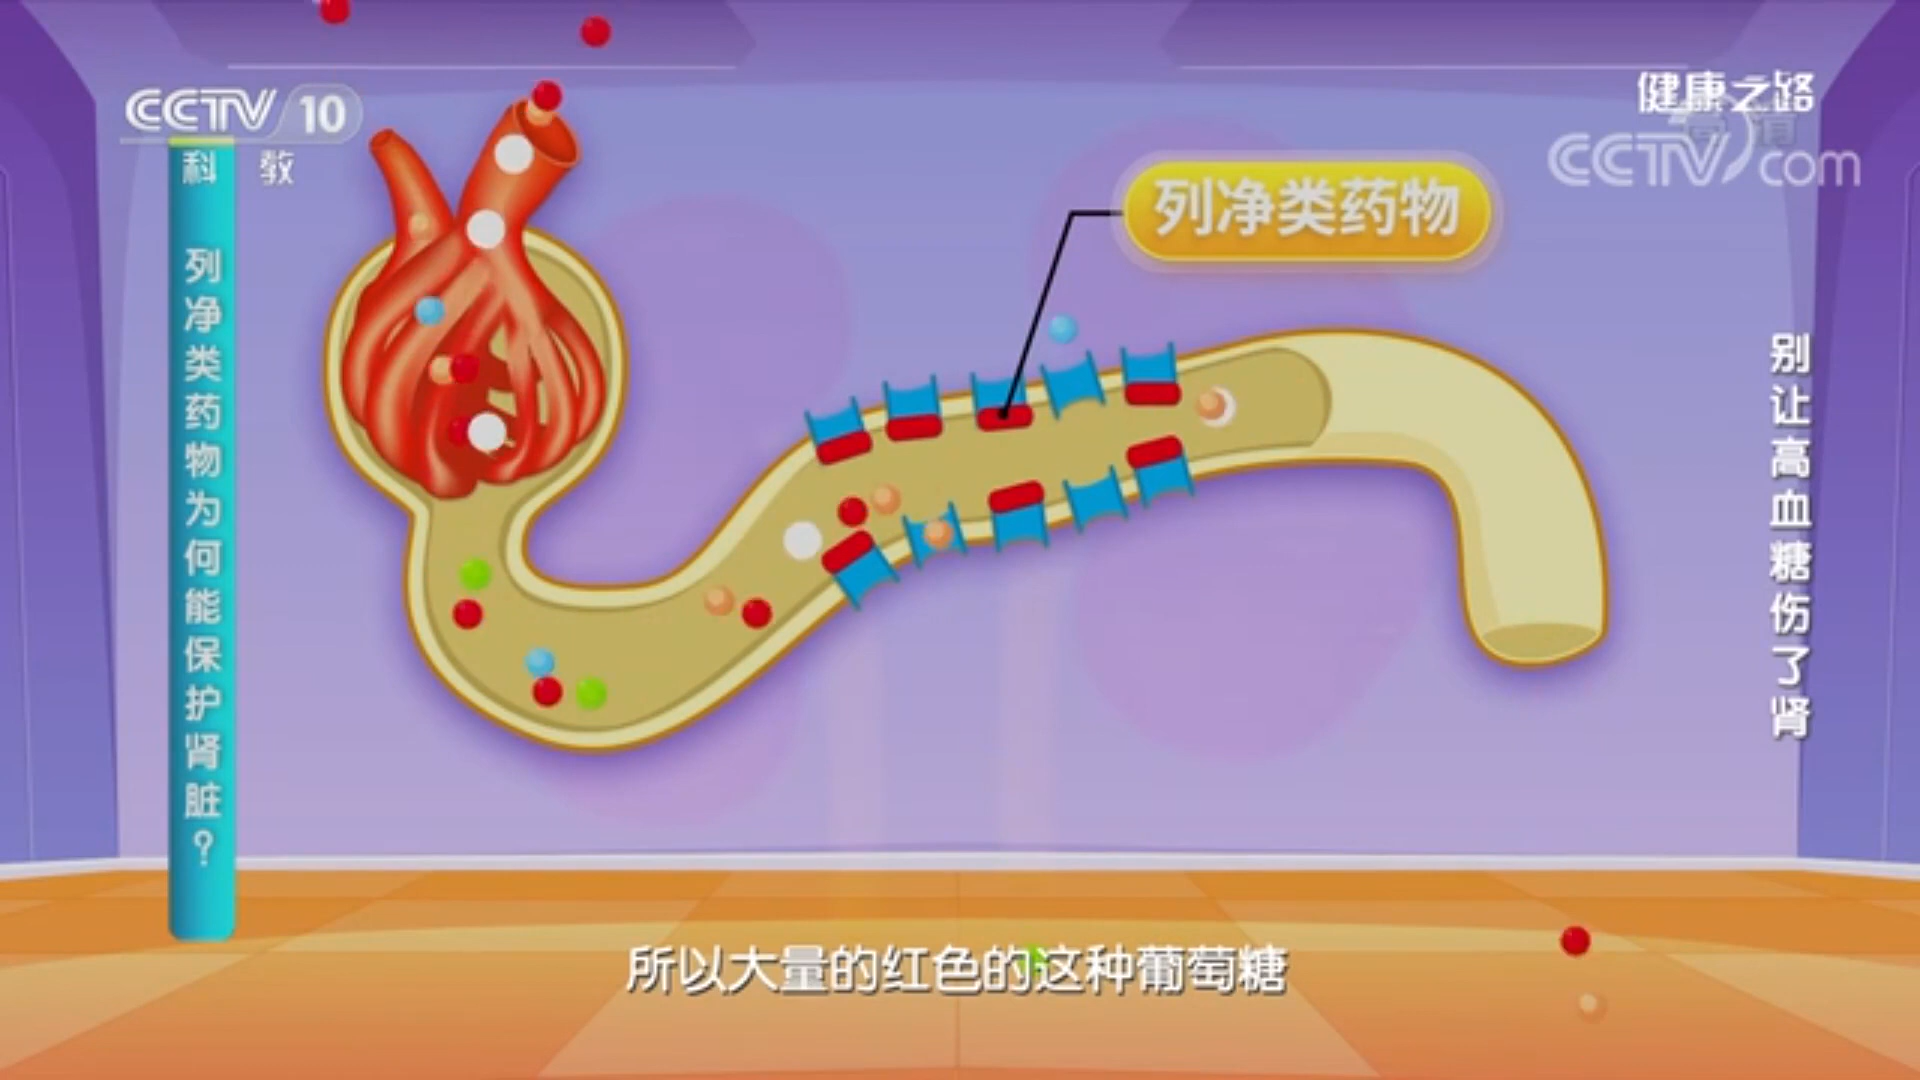 CCTV 10
科 教
健康之路
高清
CCTV.com
列净类药物
列净类药物为何能保护肾脏？
别让高血糖伤了肾
所以大量的红色的这种葡萄糖